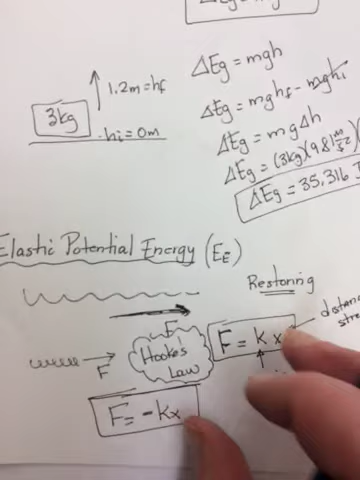 ΔEg = mgh
1.2m = hf
3kg
hi = 0m
ΔEg = mghf - mghi
ΔEg = mgΔh
ΔEg = (3kg)(9.81 m/s²)
ΔEg = 35.316
Elastic Potential Energy (EE)
Restoring
F
F
Hooke's
Law
F = kx
F = -kx